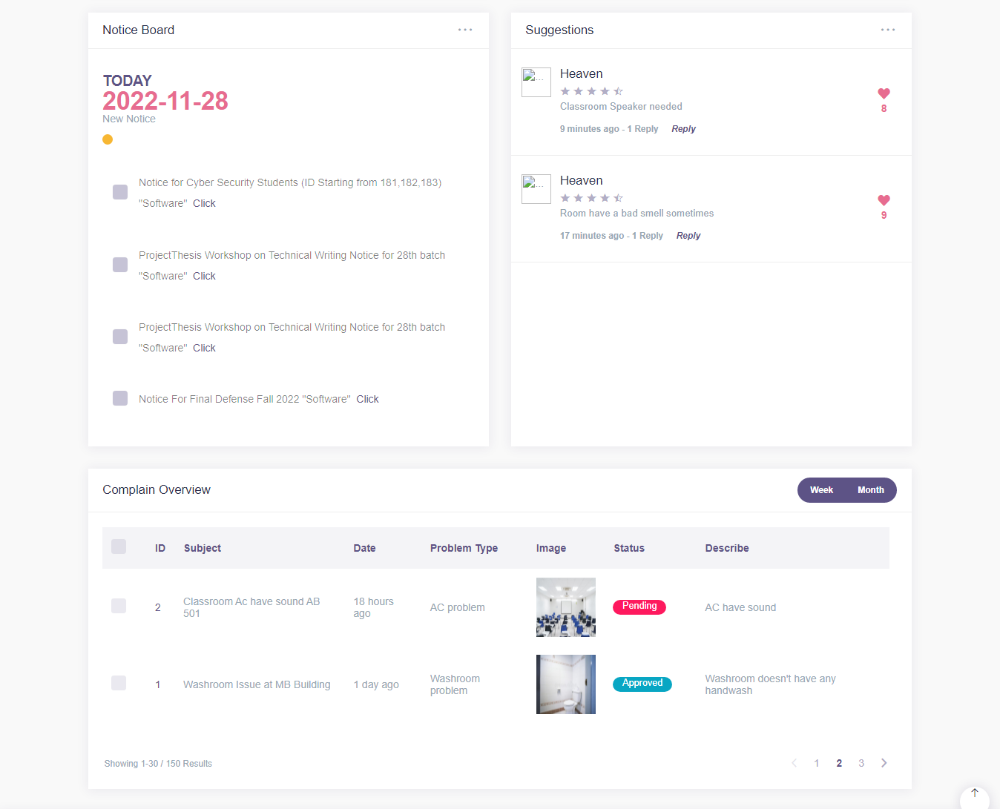 Notice Board
TODAY
2022-11-28
New Notice
Notice for Cyber Security Students (ID Starting from 181,182,183)
"Software" Click
ProjectThesis Workshop on Technical Writing Notice for 28th batch
"Software" Click
ProjectThesis Workshop on Technical Writing Notice for 28th batch
"Software" Click
Notice For Final Defense Fall 2022 "Software" Click
Suggestions
Heaven
Classroom Speaker needed
8
9 minutes ago - 1 Reply Reply
Heaven
Room have a bad smell sometimes
9
17 minutes ago - 1 Reply Reply
Complain Overview
Week Month
ID Subject Date Problem Type Image Status Describe
2 Classroom Ac have sound AB
501
18 hours
ago
AC problem
Pending
AC have sound
1 Washroom Issue at MB Building 1 day ago
Washroom
problem
Approved
Washroom doesn't have any
handwash
Showing 1-30 / 150 Results
1 2 3